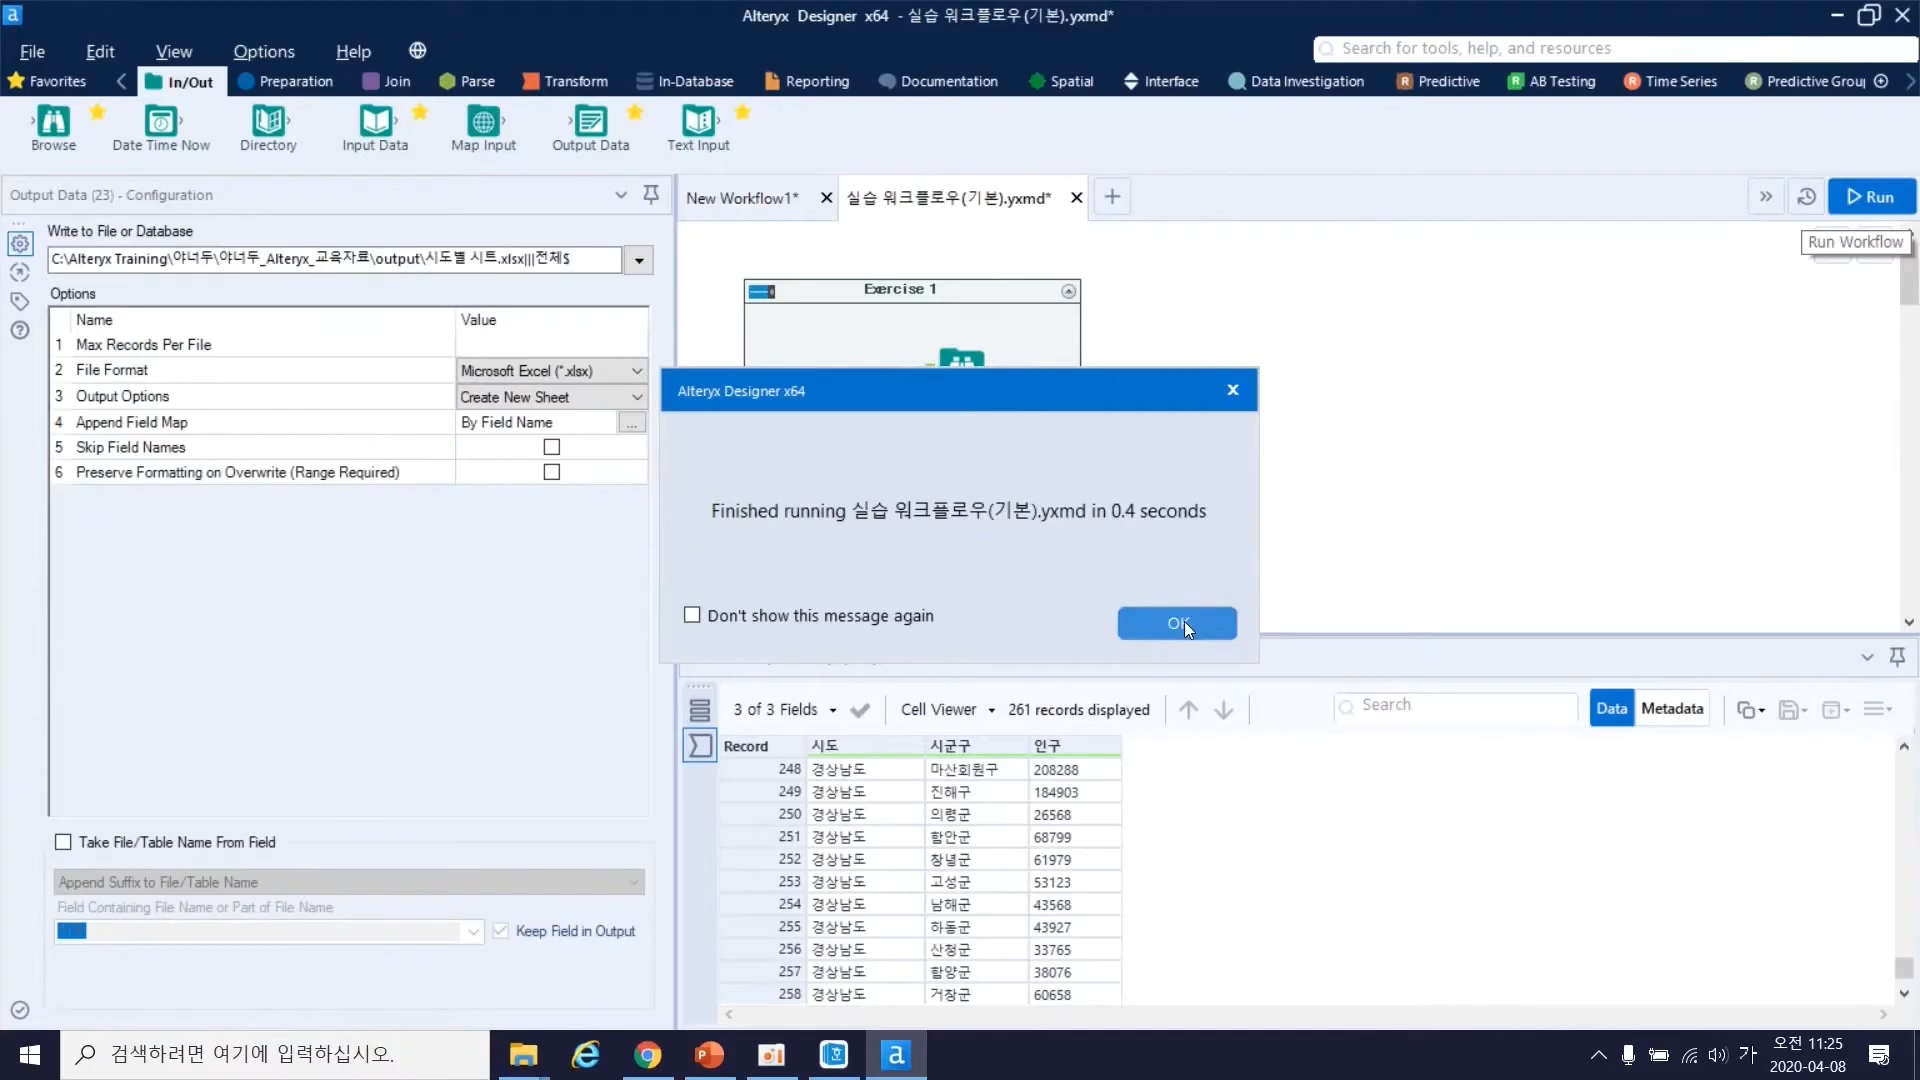 Alteryx Designer x64 - 실습 워크플로우(기본).yxmd*
File Edit View Options Help
Search for tools, help, and resources
Favorites In/Out Preparation Join Parse Transform In-Database Reporting Documentation Spatial Interface Data Investigation Predictive AB Testing Time Series
Browse Date Time Now Directory Input Data Map Input Output Data Text Input
Output Data (23) - Configuration
New Workflow1* 실습 워크플로우(기본).yxmd* Run
Run Workflow
Write to File or Database
C:\Alteryx Training\야너두\야너두_Alteryx_교육자료\output\시도별 시트.xlsx|||전체$
Options
Name Value
1 Max Records Per File
2 File Format Microsoft Excel (*.xlsx)
3 Output Options Create New Sheet
4 Append Field Map By Field Name ...
5 Skip Field Names
6 Preserve Formatting on Overwrite (Range Required)
Exercise 1
Alteryx Designer x64
Finished running 실습 워크플로우(기본).yxmd in 0.4 seconds
Don't show this message again
OK
3 of 3 Fields Cell Viewer 261 records displayed Search Data Metadata
Record 시도 시군구 인구
248 경상남도 마산회원구 208288
249 경상남도 진해구 184903
250 경상남도 의령군 26568
251 경상남도 함안군 68799
252 경상남도 창녕군 61979
253 경상남도 고성군 53123
254 경상남도 남해군 43568
255 경상남도 하동군 43927
256 경상남도 산청군 33765
257 경상남도 함양군 38076
258 경상남도 거창군 60658
Take File/Table Name From Field
Append Suffix to File/Table Name
Field Containing File Name or Part of File Name
Keep Field in Output
검색하려면 여기에 입력하십시오.
가
오전 11:25
2020-04-08